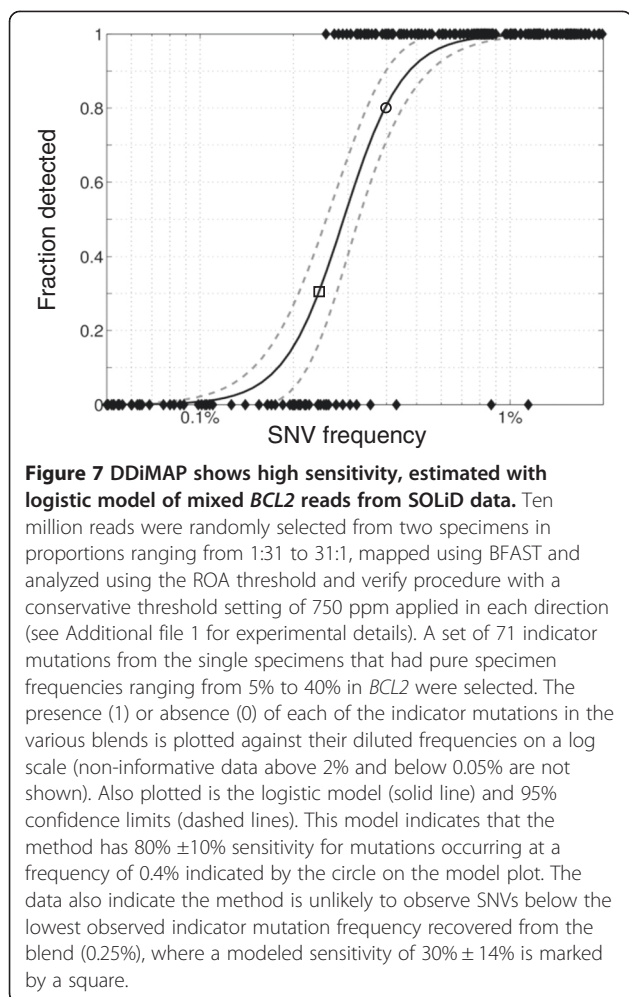 1
0.8
0.6
0.4
0.2
0
Fraction detected
0.1%
1%
SNV frequency
Figure 7 DDiMAP shows high sensitivity, estimated with
logistic model of mixed BCL2 reads from SOLiD data. Ten
million reads were randomly selected from two specimens in
proportions ranging from 1:31 to 31:1, mapped using BFAST and
analyzed using the ROA threshold and verify procedure with a
conservative threshold setting of 750 ppm applied in each direction
(see Additional file 1 for experimental details). A set of 71 indicator
mutations from the single specimens that had pure specimen
frequencies ranging from 5% to 40% in BCL2 were selected. The
presence (1) or absence (0) of each of the indicator mutations in the
various blends is plotted against their diluted frequencies on a log
scale (non-informative data above 2% and below 0.05% are not
shown). Also plotted is the logistic model (solid line) and 95%
confidence limits (dashed lines). This model indicates that the
method has 80% ±10% sensitivity for mutations occurring at a
frequency of 0.4% indicated by the circle on the model plot. The
data also indicate the method is unlikely to observe SNVs below the
lowest observed indicator mutation frequency recovered from the
blend (0.25%), where a modeled sensitivity of 30% ± 14% is marked
by a square.